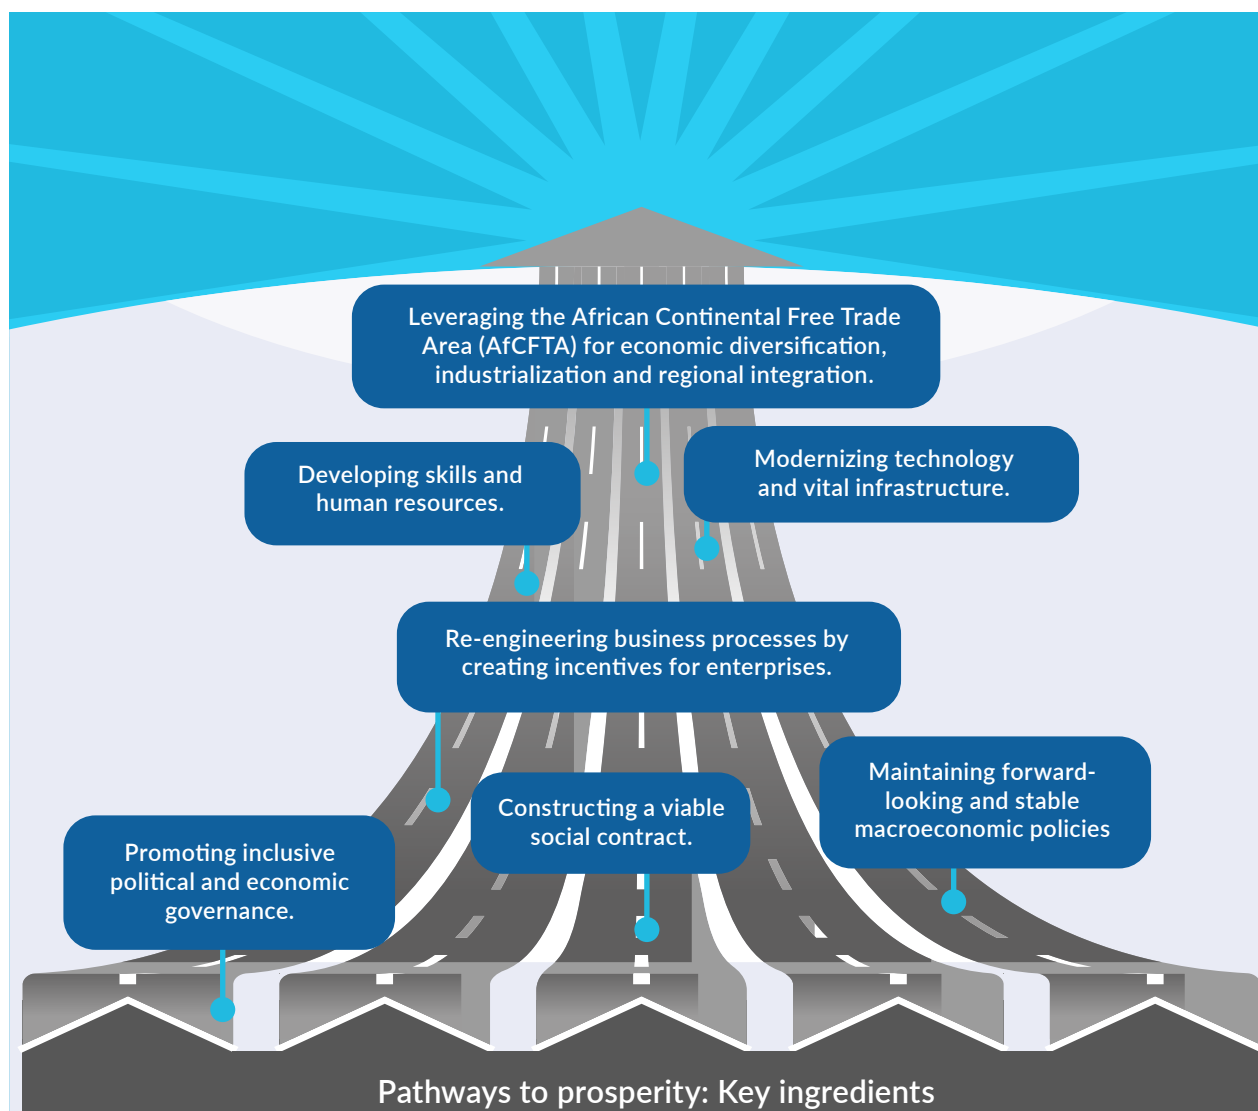 Leveraging the African Continental Free Trade
Area (AfCFTA) for economic diversification,
industrialization and regional integration.
Developing skills and
human resources.
Modernizing technology
and vital infrastructure.
Re-engineering business processes by
creating incentives for enterprises.
Constructing a viable
social contract.
Maintaining forward-
looking and stable
macroeconomic policies
Promoting inclusive
political and economic
governance.
Pathways to prosperity: Key ingredients